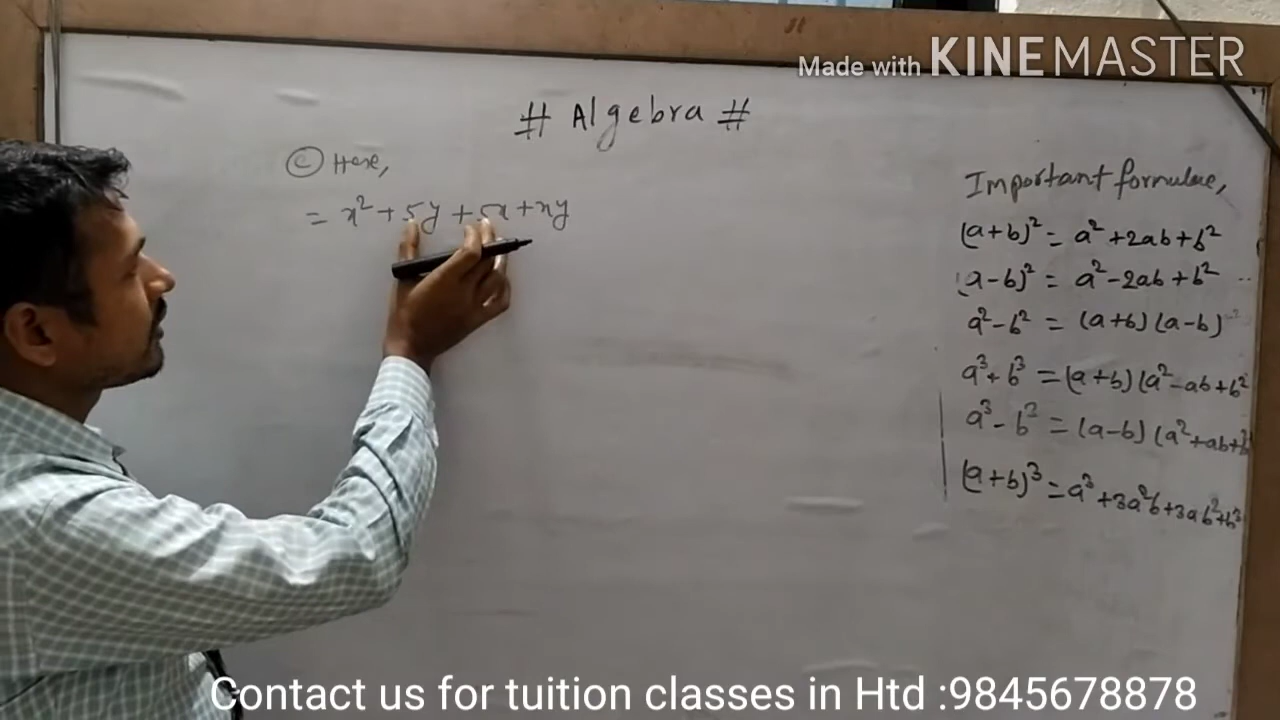 Made with KINEMASTER
# Algebra #
(c) Here,
= x² + 5y + 5x + xy
Important formulae,
(a+b)² = a² + 2ab + b²
(a-b)² = a² - 2ab + b²
a² - b² = (a+b) (a-b)
a³ + b³ = (a+b) (a² - ab + b²
a³ - b³ = (a-b) (a² + ab + b²
(a+b)³ = a³ + 3a²b + 3ab² + b³
Contact us for tuition classes in Htd :9845678878